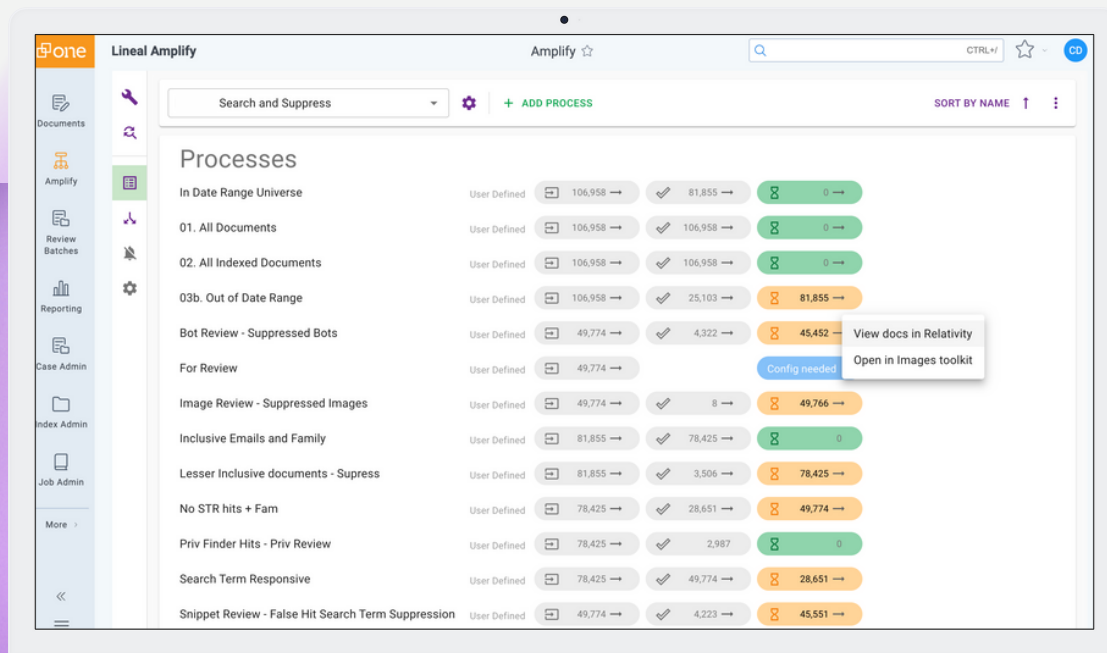 one Lineal Amplify Amplify CTRL+/ CD
Search and Suppress + ADD PROCESS SORT BY NAME
Documents
Amplify
Review
Batches
Reporting
Case Admin
Index Admin
Job Admin
More
Processes
In Date Range Universe User Defined 106,958 81,855 0
01. All Documents User Defined 106,958 106,958 0
02. All Indexed Documents User Defined 106,958 106,958 0
03b. Out of Date Range User Defined 106,958 25,103 81,855
Bot Review - Suppressed Bots User Defined 49,774 4,322 45,452
View docs in Relativity
Open in Images toolkit
For Review User Defined 49,774 Config needed
Image Review - Suppressed Images User Defined 49,774 8 49,766
Inclusive Emails and Family User Defined 81,855 78,425 0
Lesser Inclusive documents - Supress User Defined 81,855 3,506 78,425
No STR hits + Fam User Defined 78,425 28,651 49,774
Priv Finder Hits - Priv Review User Defined 78,425 2,987 0
Search Term Responsive User Defined 78,425 49,774 28,651
Snippet Review - False Hit Search Term Suppression User Defined 49,774 4,223 45,551